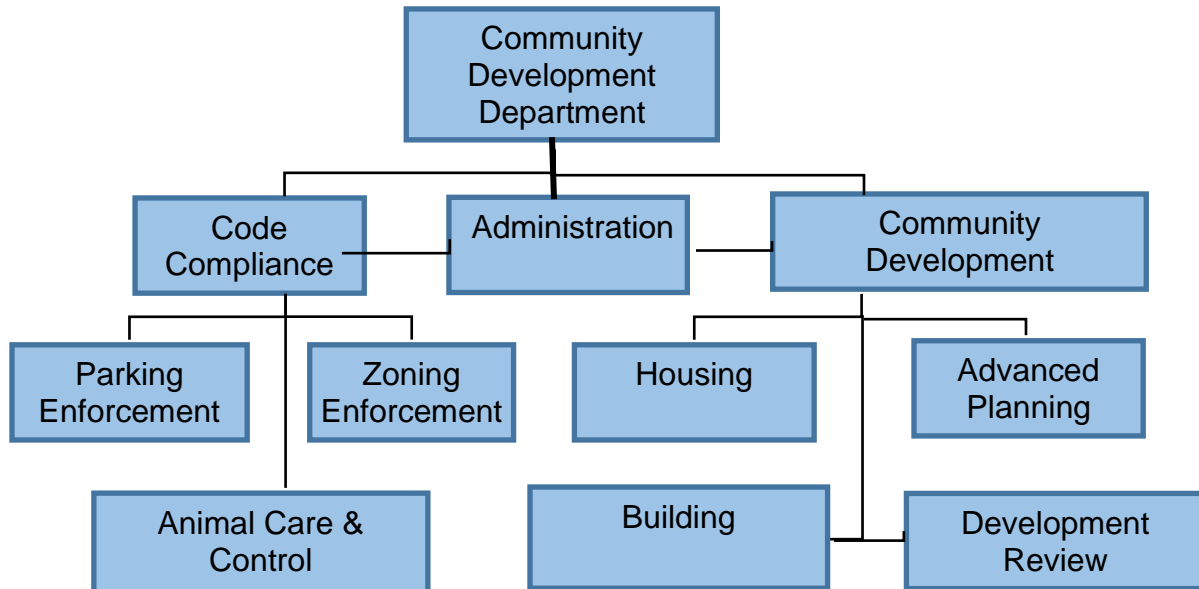 Community
Development
Department
Code
Compliance
Administration
Community
Development
Parking
Enforcement
Zoning
Enforcement
Housing
Advanced
Planning
Animal Care &
Control
Building
Development
Review